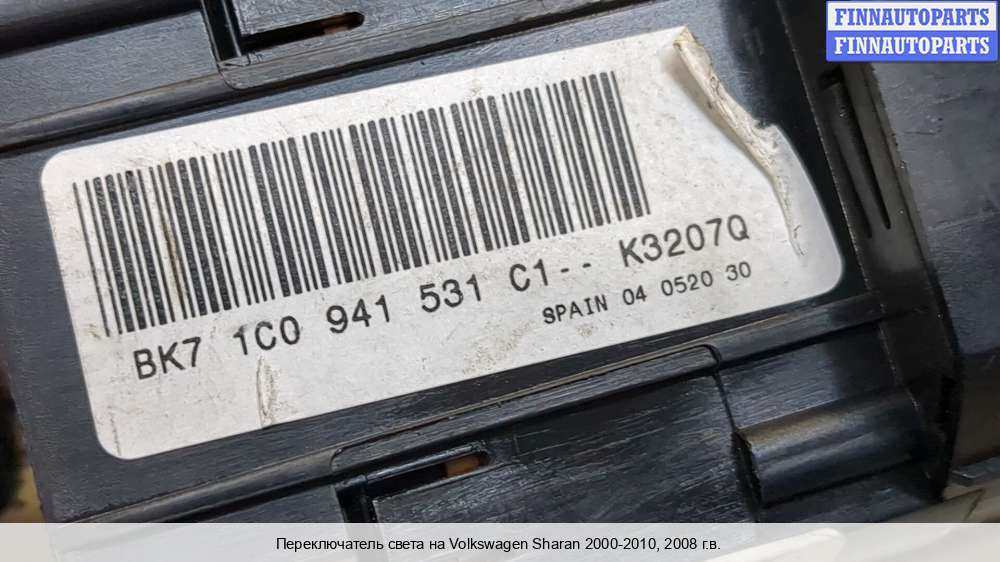 FINNAUTOPARTS
FINNAUTOPARTS
BK7 1C0 941 531 C1-- K3207Q
SPAIN 04 0520 30
Переключатель света на Volkswagen Sharan 2000-2010, 2008 г.в.